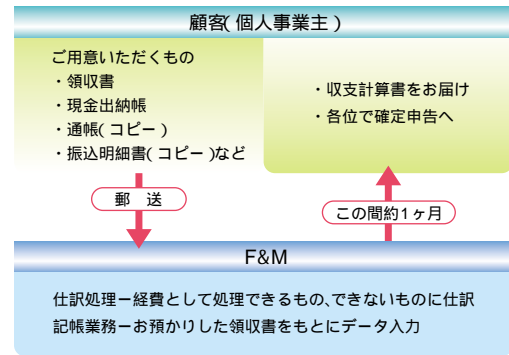 顧客(個人事業主)
ご用意いただくもの
・領収書
・現金出納帳
・通帳(コピー)
・振込明細書(コピー)など
・収支計算書をお届け
・各位で確定申告へ
郵 送
この間約1ヶ月
F&M
仕訳処理ー経費として処理できるもの、できないものに仕訳
記帳業務ーお預かりした領収書をもとにデータ入力